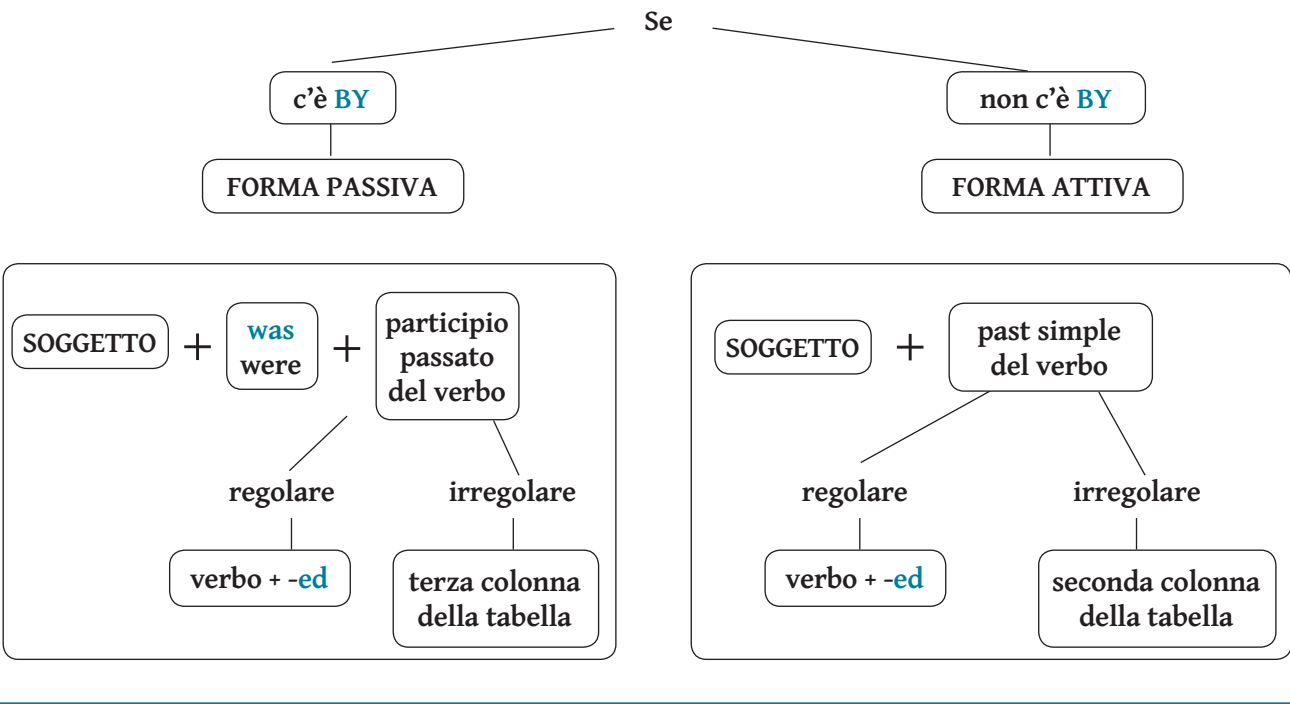 Se
c'è BY
non c'è BY
FORMA PASSIVA
FORMA ATTIVA
SOGGETTO + was were + participio passato del verbo
SOGGETTO + past simple del verbo
regolare
irregolare
regolare
irregolare
verbo + -ed
terza colonna
della tabella
verbo + -ed
seconda colonna
della tabella